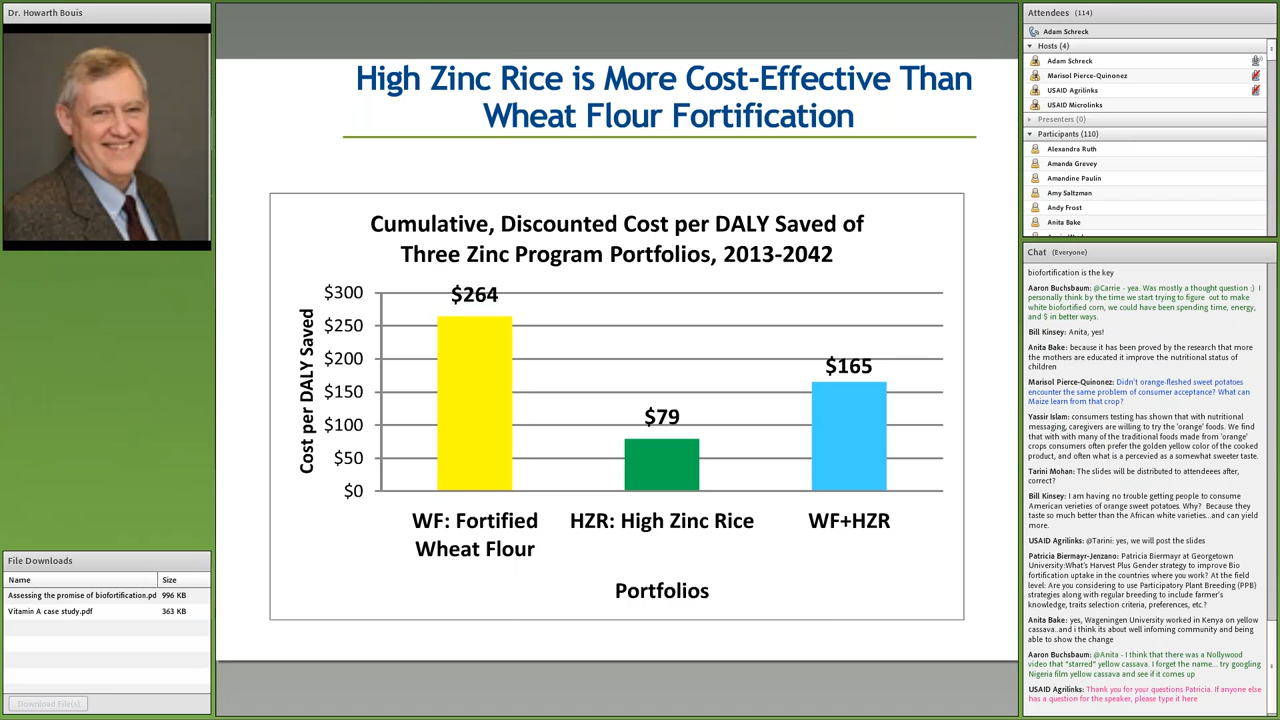 Dr. Howarth Bouis
High Zinc Rice is More Cost-Effective Than
Wheat Flour Fortification
Cumulative, Discounted Cost per DALY Saved of
Three Zinc Program Portfolios, 2013-2042
Cost per DALY Saved
$300
$250
$200
$150
$100
$50
$0
$264
$79
$165
WF: Fortified
Wheat Flour
HZR: High Zinc Rice
WF+HZR
Portfolios
File Downloads
Name Size
Assessing the promise of biofortification.pd 996 KB
Vitamin A case study.pdf 363 KB
Download File(s)
Attendees (114)
Adam Schreck
Hosts (4)
Adam Schreck
Marisol Pierce-Quinonez
USAID Agrilinks
USAID Microlinks
Presenters (0)
Participants (110)
Alexandra Ruth
Amanda Grevey
Amandine Paulin
Amy Saltzman
Andy Frost
Anita Bake
Chat (Everyone)
biofortification is the key
Aaron Buchsbaum: @Carrie - yea. Was mostly a thought question :) I
personally think by the time we start trying to figure out to make
white biofortified corn, we could have been spending time, energy,
and $ in better ways.
Bill Kinsey: Anita, yes!
Anita Bake: because it has been proved by the research that more
the mothers are educated it improve the nutritional status of
children
Marisol Pierce-Quinonez: Didn't orange-fleshed sweet potatoes
encounter the same problem of consumer acceptance? What can
Maize learn from that crop?
Yassir Islam: consumers testing has shown that with nutritional
messaging, caregivers are willing to try the 'orange' foods. We find
that with with many of the traditional foods made from 'orange'
crops consumers often prefer the golden yellow color of the cooked
product, and often what is a percevied as a somewhat sweeter taste.
Tarini Mohan: The slides will be distributed to attendeees after,
correct?
Bill Kinsey: I am having no trouble getting people to consume
American verieties of orange sweet potatoes. Why? Because they
taste so much better than the African white varieties...and can yield
more.
USAID Agrilinks: @Tarini: yes, we will post the slides
Patricia Biermayr-Jenzano: Patricia Biermayr at Georgetown
University:What's Harvest Plus Gender strategy to improve Bio
fortification uptake in the countries where you work? At the field
level: Are you considering to use Participatory Plant Breeding (PPB)
strategies along with regular breeding to include farmer's
knowledge, traits selection criteria, preferences, etc.?
Anita Bake: yes, Wageningen University worked in Kenya on yellow
cassava..and i think its about well infoming community and being
able to show the change
Aaron Buchsbaum: @Anita - I think that there was a Nollywood
video that "starred" yellow cassava. I forget the name... try googling
Nigeria film yellow cassava and see if it comes up
USAID Agrilinks: Thank you for your questions Patricia. If anyone else
has a question for the speaker, please type it here